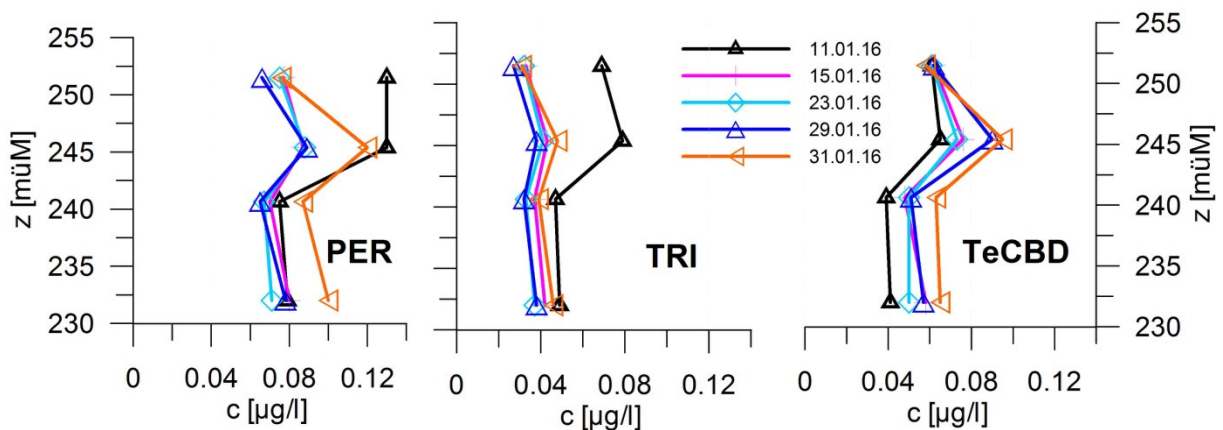 255
250
245
240
235
230
z [müM]
PER
0 0.04 0.08 0.12
c [µg/l]
TRI
0 0.04 0.08 0.12
c [µg/l]
11.01.16
15.01.16
23.01.16
29.01.16
31.01.16
TeCBD
0 0.04 0.08 0.12
c [µg/l]
255
250
245
240
235
230
z [müM]